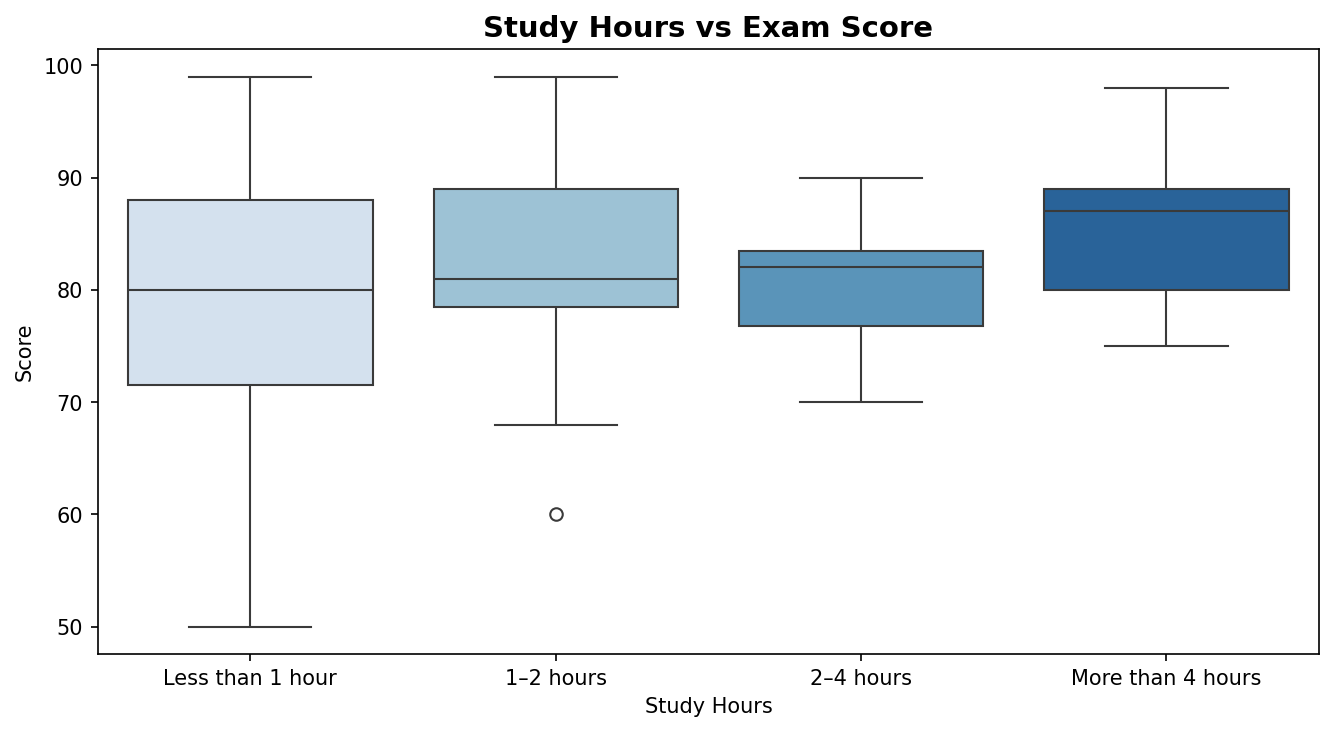 Study Hours vs Exam Score
100
90
80
70
60
50
Score
Less than 1 hour
1–2 hours
2–4 hours
More than 4 hours
Study Hours